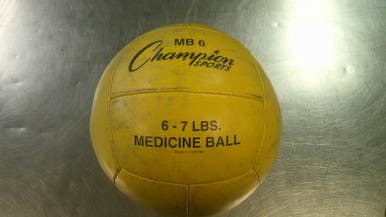 MB 6
Champion
SPORTS
6 - 7 LBS.
MEDICINE BALL